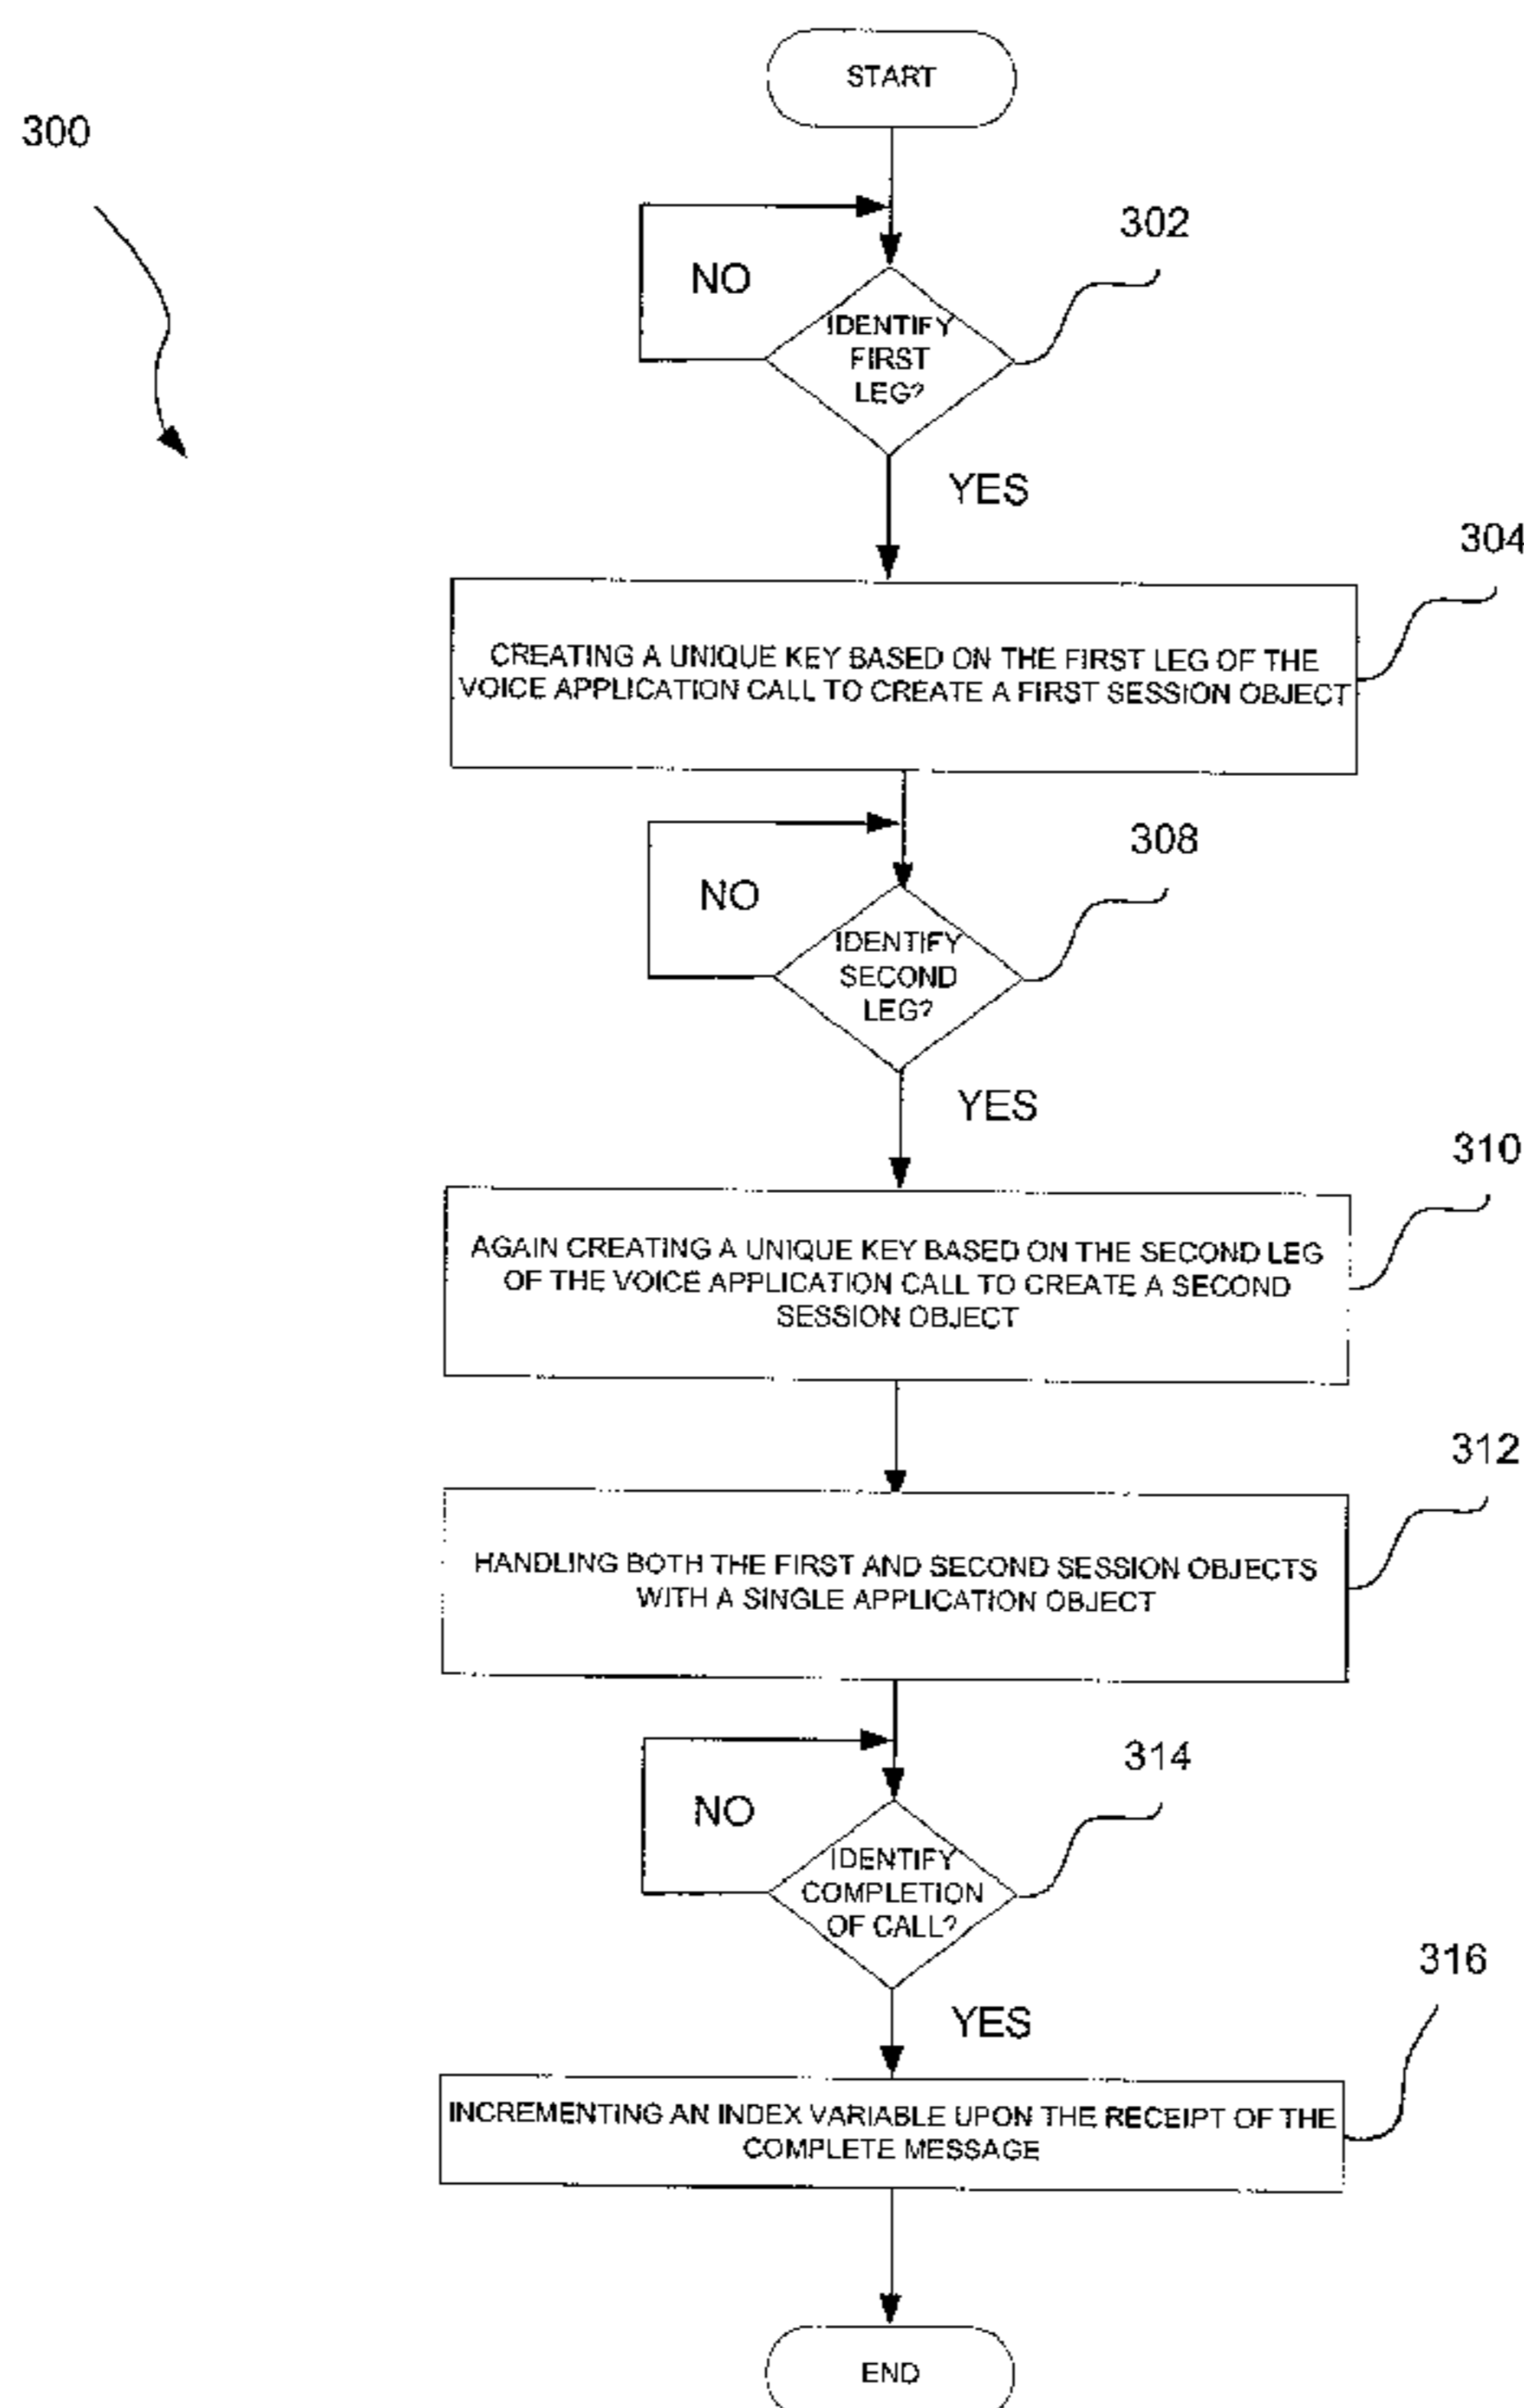 START
300
302
NO
IDENTIFY
FIRST
LEG?
YES
304
CREATING A UNIQUE KEY BASED ON THE FIRST LEG OF THE
VOICE APPLICATION CALL TO CREATE A FIRST SESSION OBJECT
308
NO
IDENTIFY
SECOND
LEG?
YES
310
AGAIN CREATING A UNIQUE KEY BASED ON THE SECOND LEG
OF THE VOICE APPLICATION CALL TO CREATE A SECOND
SESSION OBJECT
312
HANDLING BOTH THE FIRST AND SECOND SESSION OBJECTS
WITH A SINGLE APPLICATION OBJECT
314
NO
IDENTIFY
COMPLETION
OF CALL?
316
YES
INCREMENTING AN INDEX VARIABLE UPON THE RECEIPT OF THE
COMPLETE MESSAGE
END